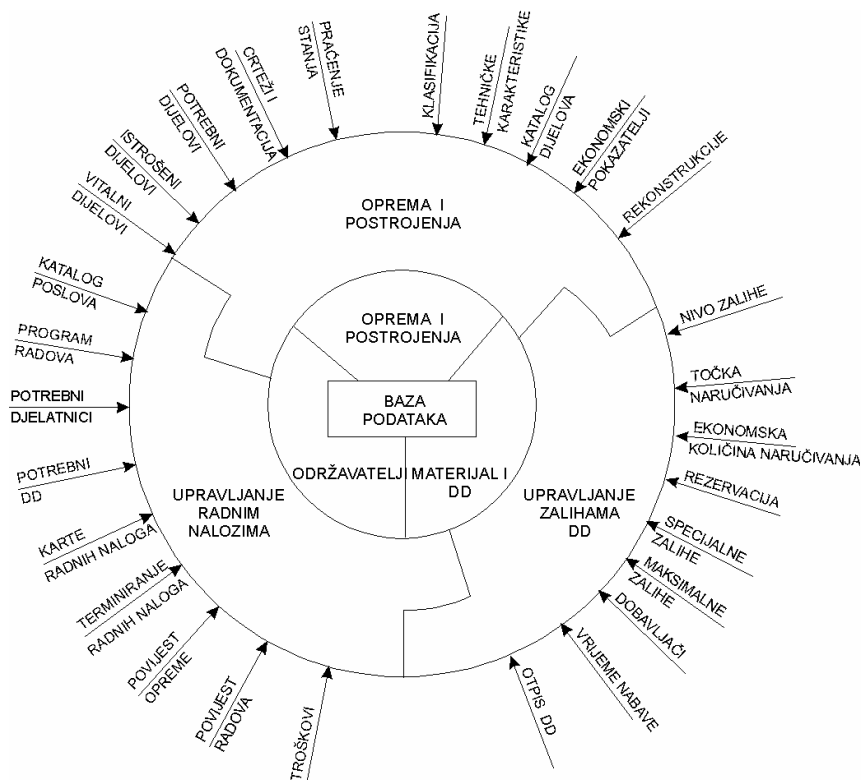 PRAĆENJE
STANJA
CRTEŽI I
DOKUMENTACIJA
POTREBNI
DIJELOVI
ISTROŠENI
DIJELOVI
VITALNI
DIJELOVI
KLASIFIKACIJA
TEHNIČKE
KARAKTERISTIKE
KATALOG
DIJELOVA
EKONOMSKI
POKAZATELJI
REKONSTRUKCIJE
OPREMA I
POSTROJENJA
OPREMA I
POSTROJENJA
BAZA
PODATAKA
ODRŽAVATELJI
MATERIJAL I
DD
UPRAVLJANJE
RADNIM
NALOZIMA
UPRAVLJANJE
ZALIHAMA
DD
KATALOG
POSLOVA
PROGRAM
RADOVA
POTREBNI
DJELATNICI
POTREBNI
DD
KARTE
RADNIH NALOGA
TERMINIRANJE
RADNIH NALOGA
POVIJEST
OPREME
POVIJEST
RADOVA
TROŠKOVI
NIVO ZALIHE
TOČKA
NARUČIVANJA
EKONOMSKA
KOLIČINA NARUČIVANJA
REZERVACIJA
SPECIJALNE
ZALIHE
MAKSIMALNE
ZALIHE
DOBAVLJAČI
VRIJEME NABAVE
OTPIS DD